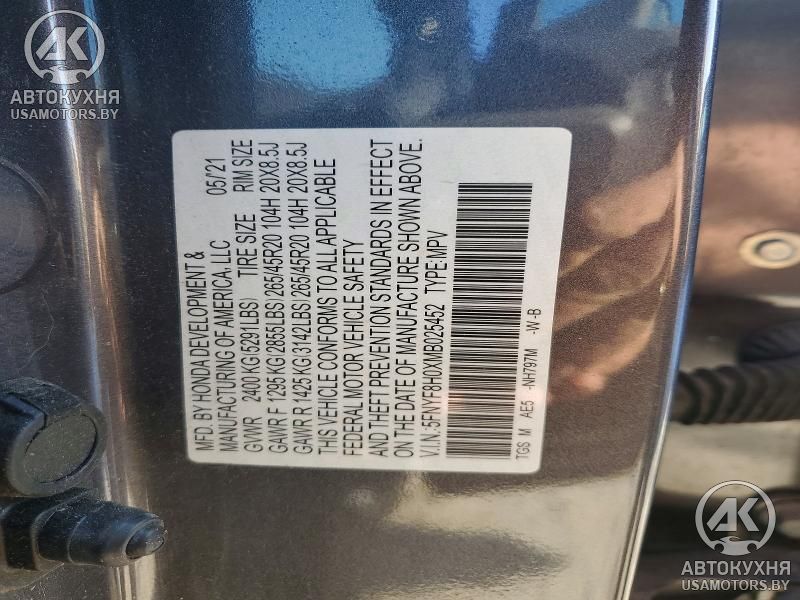 AK
АВТОКУХНЯ
USAMOTORS.BY
MFD. BY HONDA DEVELOPMENT &
MANUFACTURING OF AMERICA, LLC 05/21
GVWR 2400 KG (5291LBS) TIRE SIZE RIM SIZE
GAWR F 1295 KG (2855LBS) 265/45R20 104H 20X8.5J
GAWR R 1425 KG (3142LBS) 265/45R20 104H 20X8.5J
THIS VEHICLE CONFORMS TO ALL APPLICABLE
FEDERAL MOTOR VEHICLE SAFETY
AND THEFT PREVENTION STANDARDS IN EFFECT
ON THE DATE OF MANUFACTURE SHOWN ABOVE.
V.I.N.:5FNYF8H0XMB025452 TYPE:MPV
TGS M AE5 -NH797M -W -B
AK
АВТОКУХНЯ
USAMOTORS.BY